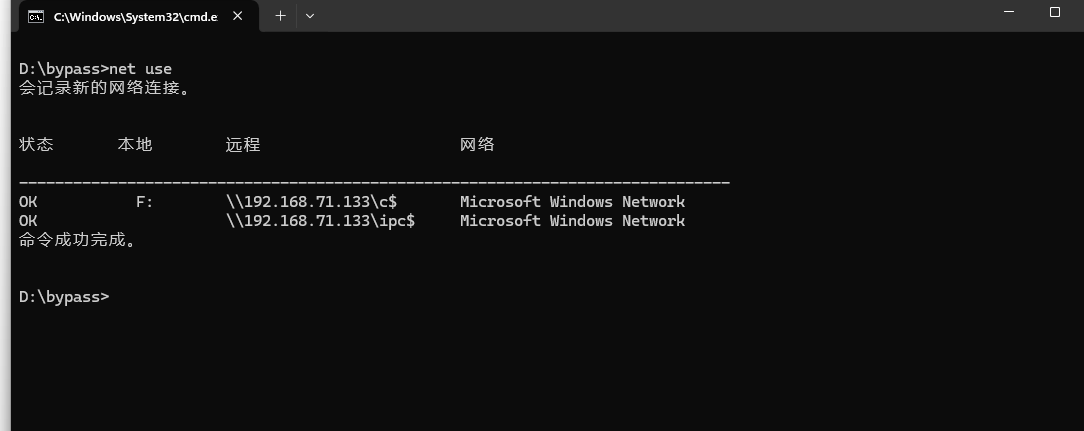 C:\Windows\System32\cmd.e
D:\bypass>net use
会记录新的网络连接。
状态 本地 远程 网络
-------------------------------------------------------------------------------
OK F: \\192.168.71.133\c$ Microsoft Windows Network
OK \\192.168.71.133\ipc$ Microsoft Windows Network
命令成功完成。
D:\bypass>